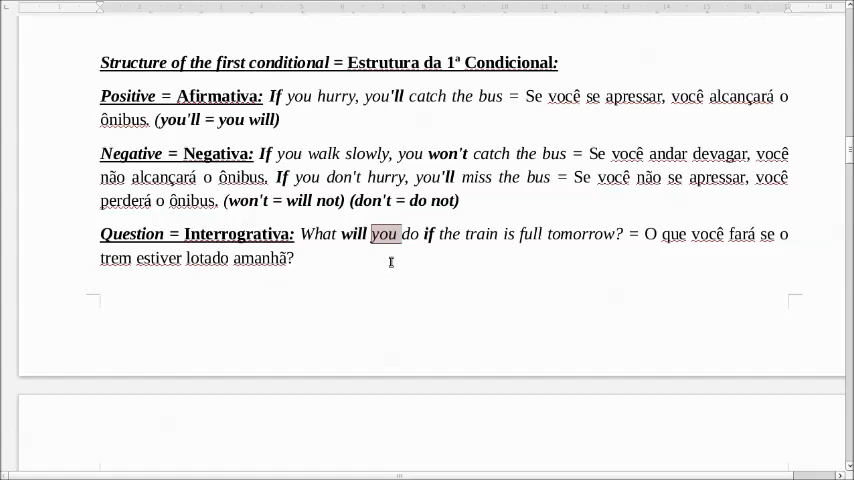 Structure of the first conditional = Estrutura da 1ª Condicional:
Positive = Afirmativa: If you hurry, you'll catch the bus = Se você se apressar, você alcançará o
ônibus. (you'll = you will)
Negative = Negativa: If you walk slowly, you won't catch the bus = Se você andar devagar, você
não alcançará o ônibus. If you don't hurry, you'll miss the bus = Se você não se apressar, você
perderá o ônibus. (won't = will not) (don't = do not)
Question = Interrogrativa: What will you do if the train is full tomorrow? = O que você fará se o
trem estiver lotado amanhã?